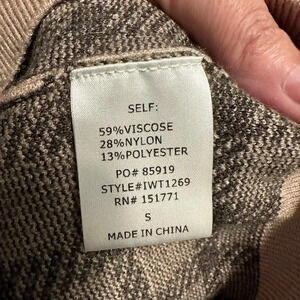 SELF:
59%VISCOSE
28%NYLON
13%POLYESTER
PO# 85919
STYLE#IWT1269
RN# 151771
S
MADE IN CHINA